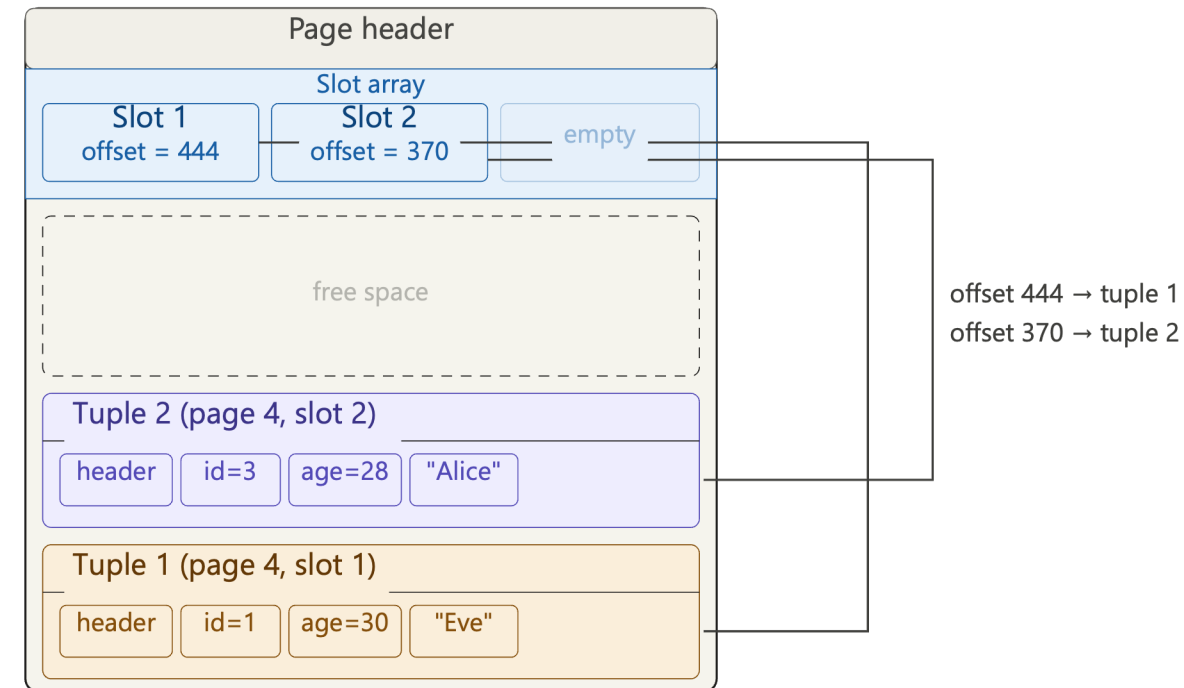 Page header
Slot array
Slot 1
offset = 444
Slot 2
offset = 370
empty
free space
offset 444 → tuple 1
offset 370 → tuple 2
Tuple 2 (page 4, slot 2)
header id=3 age=28 "Alice"
Tuple 1 (page 4, slot 1)
header id=1 age=30 "Eve"